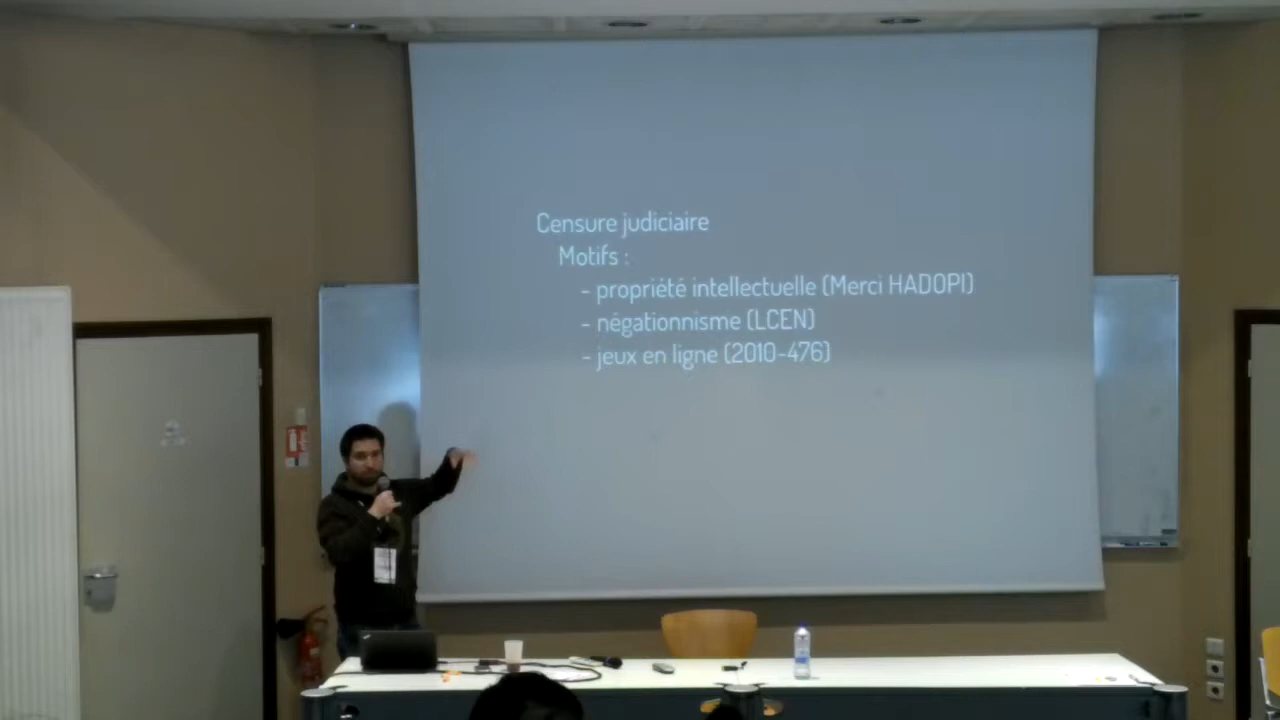 Censure judiciaire
Motifs :
- propriété intellectuelle (Merci HADOPI)
- négationnisme (LCEN)
- jeux en ligne (2010-476)